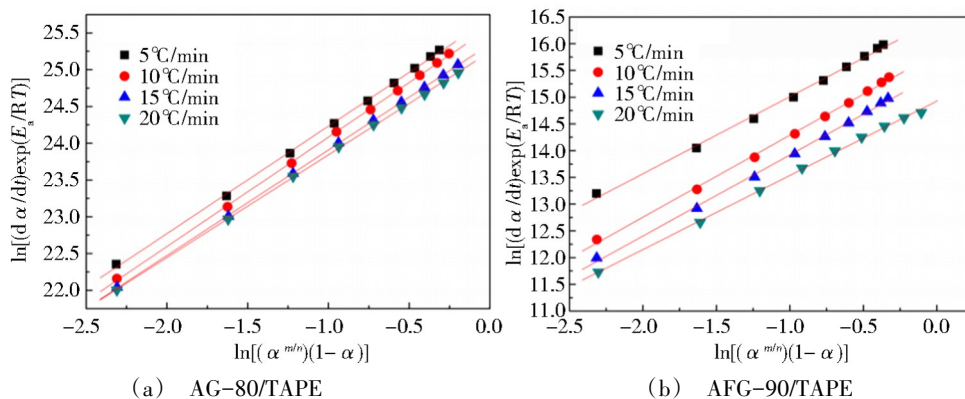 25.5
25.0
24.5
24.0
23.5
23.0
22.5
22.0
ln[(dα/dt)exp(Eₐ/RT)]
5℃/min
10℃/min
15℃/min
20℃/min
−2.5 −2.0 −1.5 −1.0 −0.5 0.0
ln[(α^{m/n})(1−α)]
(a) AG-80/TAPE
16.5
16.0
15.5
15.0
14.5
14.0
13.5
13.0
12.5
12.0
11.5
11.0
ln[(dα/dt)exp(Eₐ/RT)]
5℃/min
10℃/min
15℃/min
20℃/min
−2.5 −2.0 −1.5 −1.0 −0.5 0.0
ln[(α^{m/n})(1−α)]
(b) AFG-90/TAPE